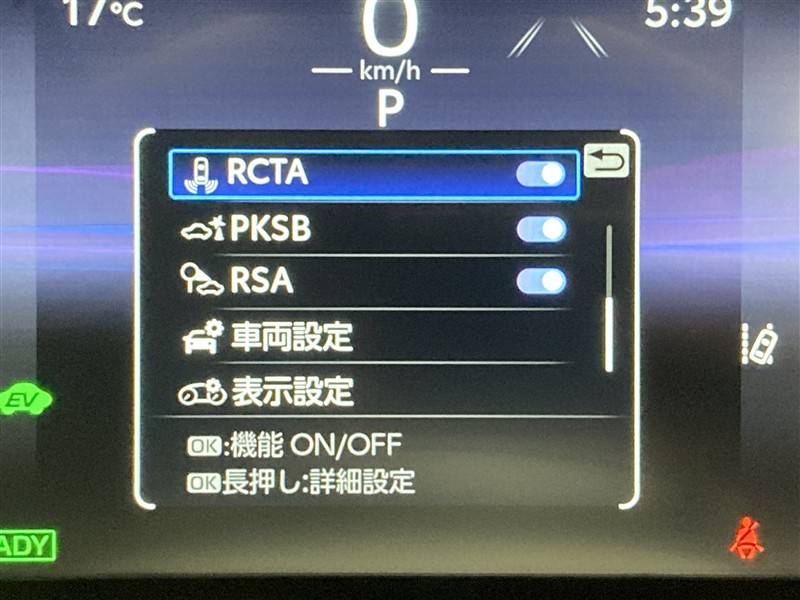 17℃
0
5:39
km/h
P
RCTA
PKSB
RSA
車両設定
表示設定
EV
OK:機能 ON/OFF
OK長押し:詳細設定
ADY